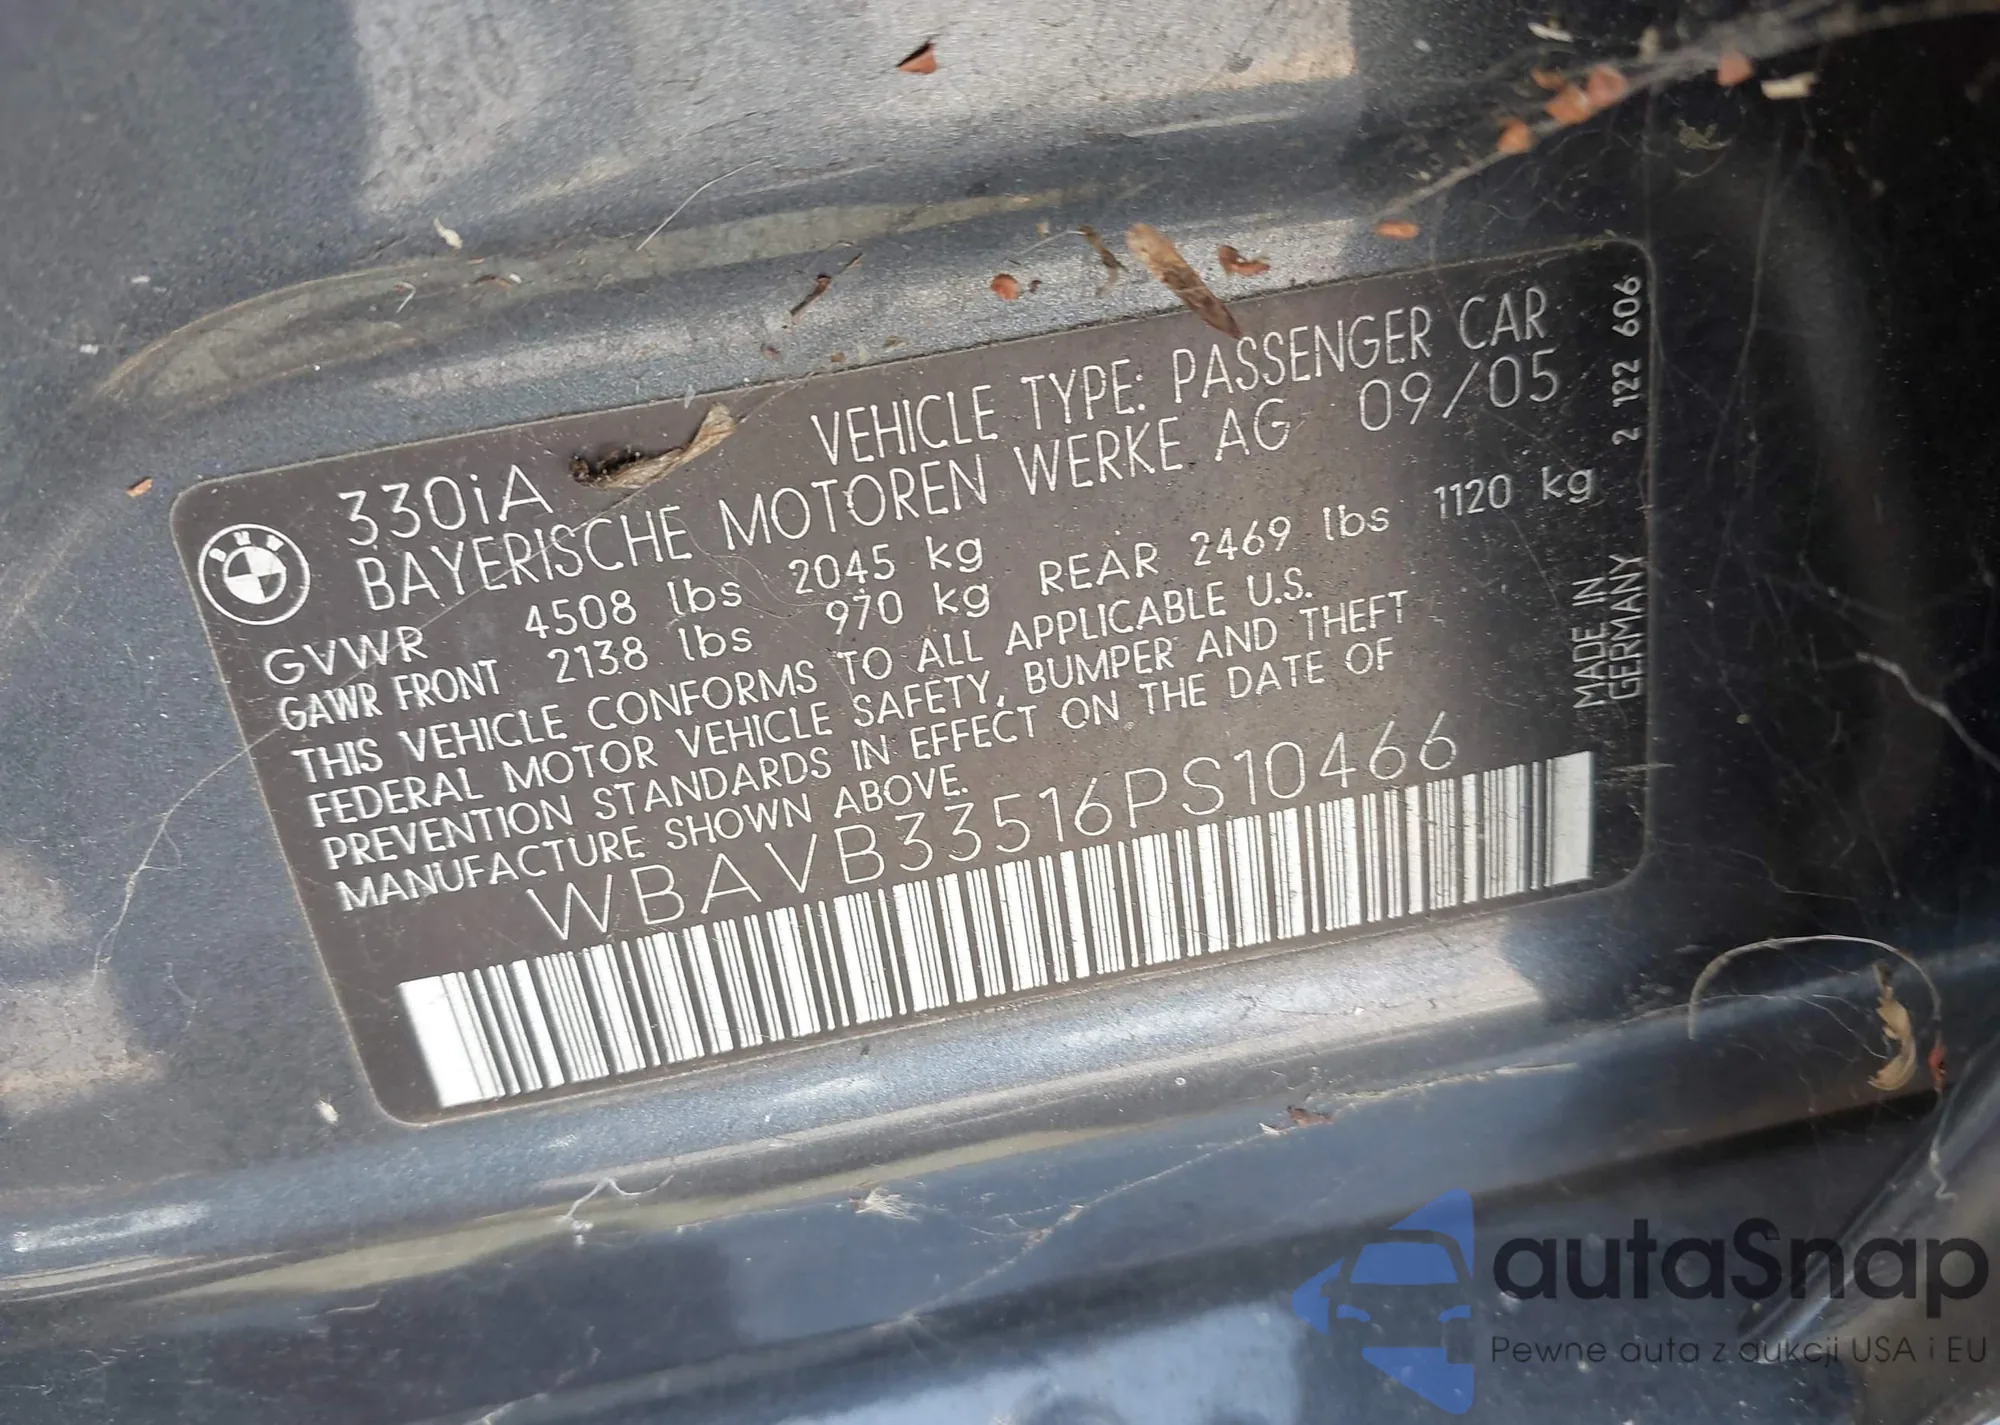 BMW
330iA
VEHICLE TYPE: PASSENGER CAR
BAYERISCHE MOTOREN WERKE AG 09/05
GVWR 4508 lbs 2045 kg
GAWR FRONT 2138 lbs 970 kg REAR 2469 lbs 1120 kg
THIS VEHICLE CONFORMS TO ALL APPLICABLE U.S.
FEDERAL MOTOR VEHICLE SAFETY, BUMPER AND THEFT
PREVENTION STANDARDS IN EFFECT ON THE DATE OF
MANUFACTURE SHOWN ABOVE.
WBAVB33516PS10466
MADE IN
GERMANY
2 122 606
autaSnap
Pewne auta z aukcji USA i EU